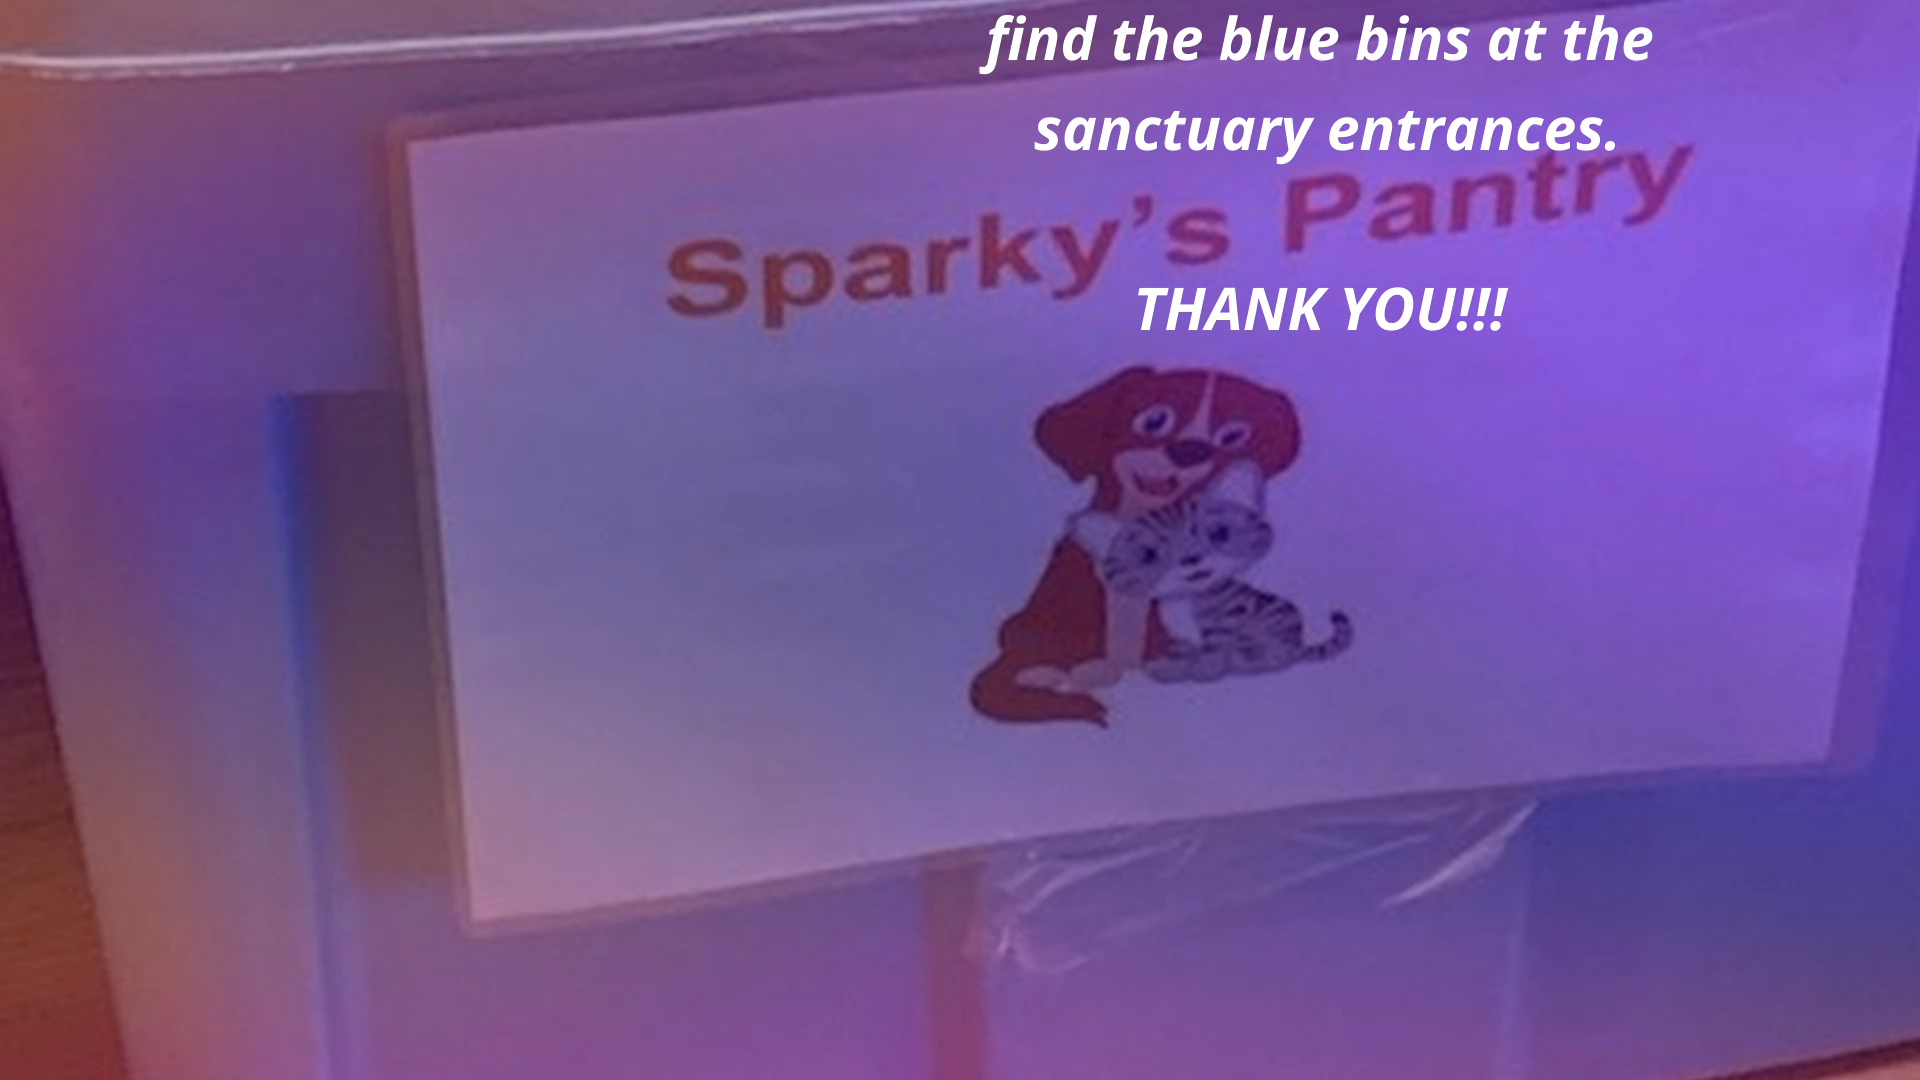 find the blue bins at the
sanctuary entrances.
Sparky’s Pantry
THANK YOU!!!